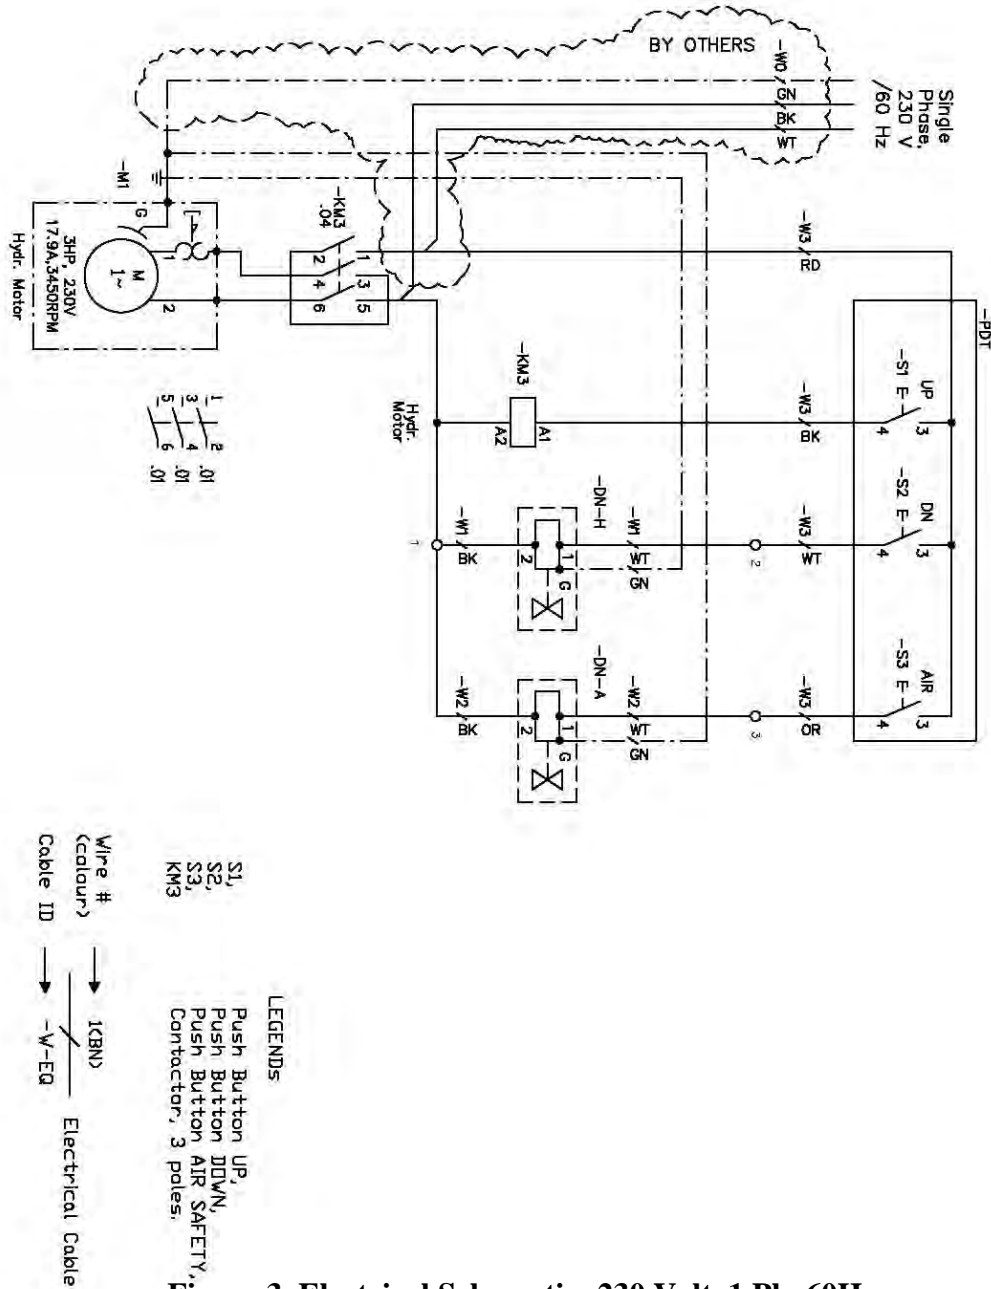 BY OTHERS
-W0
GN
BK
WT
Single
Phase,
230 V
/60 Hz
-M1
G
1
2
M
1~
3HP, 230V
17.9A,3450RPM
Hydr. Motor
-KM3
.04
1
2
3
4
5
6
-W3
RD
-PDT
UP
-S1 E
3
4
-W3
BK
-KM3
A1
A2
Hydr.
Motor
DN
-S2 E
3
4
-W3
WT
2
-DN-H
-W1
WT
GN
1
2
G
-W1
BK
1
AIR
-S3 E
3
4
-W3
OR
3
-DN-A
-W2
WT
GN
1
2
G
-W2
BK
1 2 .01
3 4 .01
5 6 .01
LEGENDs
S1, Push Button UP,
S2, Push Button DOWN,
S3, Push Button AIR SAFETY,
KM3 Contactor, 3 poles.
Wire #
(colour)
1(BN)
Electrical Cable
Cable ID
-W-EQ